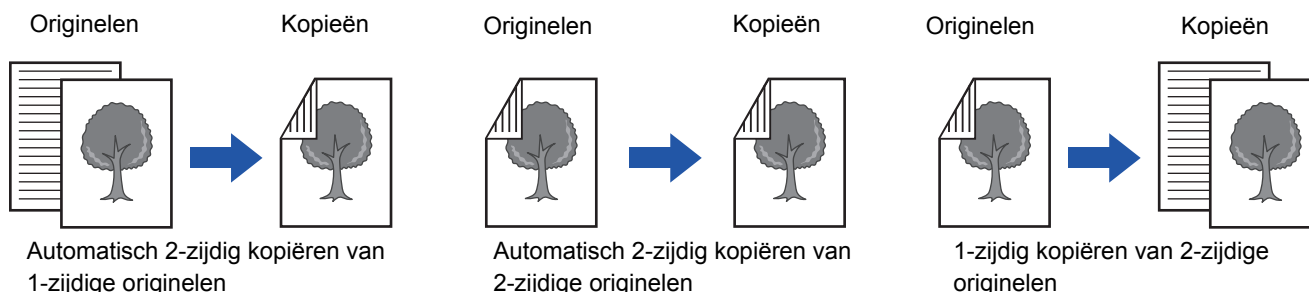 Originelen
Kopieën
Originelen
Kopieën
Originelen
Kopieën
Automatisch 2-zijdig kopiëren van
1-zijdige originelen
Automatisch 2-zijdig kopiëren van
2-zijdige originelen
1-zijdig kopiëren van 2-zijdige
originelen